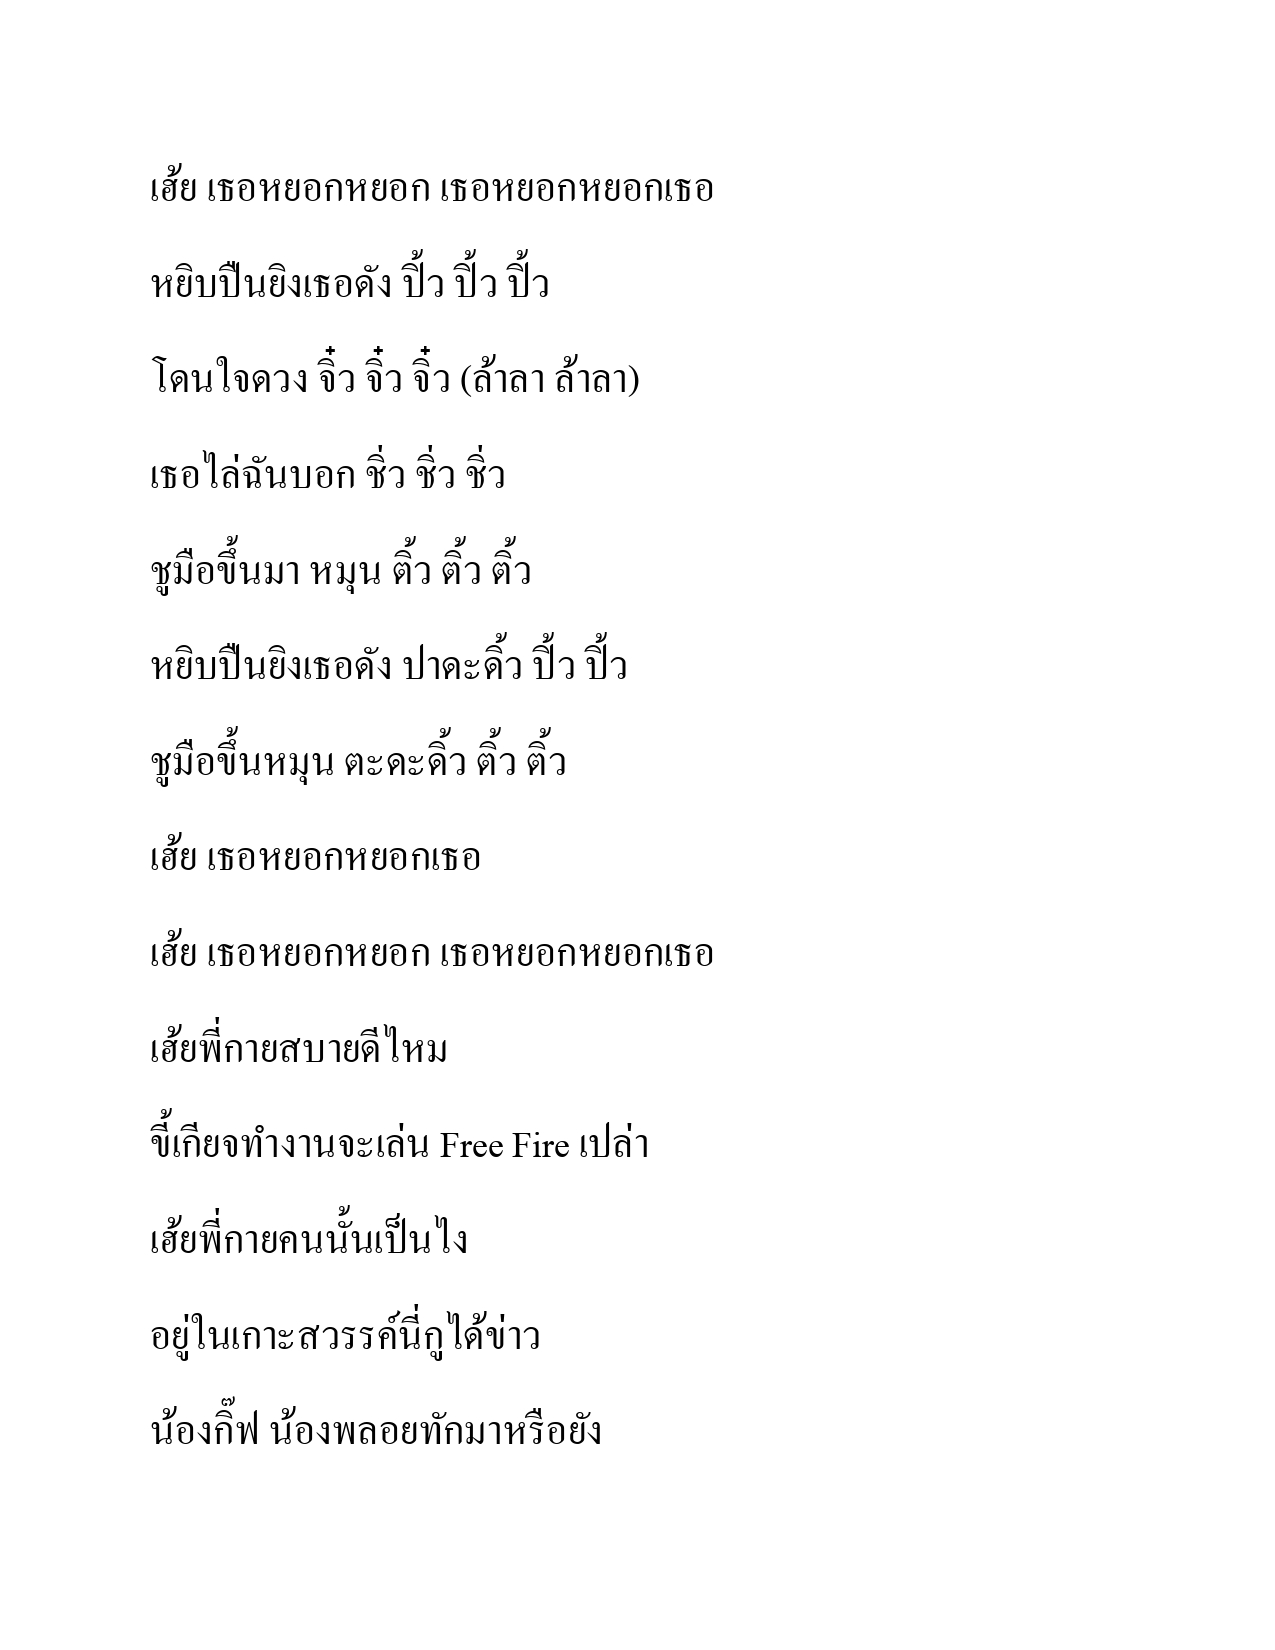 เฮ้ย เธอหยอกหยอก เธอหยอกหยอกเธอ
หยิบปืนยิงเธอดัง ปิ้ว ปิ้ว ปิ้ว
โดนใจดวง จิ๋ว จิ๋ว จิ๋ว (ล้าลา ล้าลา)
เธอไล่ฉันบอก ชิ่ว ชิ่ว ชิ่ว
ชูมือขึ้นมา หมุน ติ้ว ติ้ว ติ้ว
หยิบปืนยิงเธอดัง ปาดะดิ้ว ปิ้ว ปิ้ว
ชูมือขึ้นหมุน ตะดะดิ้ว ติ้ว ติ้ว
เฮ้ย เธอหยอกหยอกเธอ
เฮ้ย เธอหยอกหยอก เธอหยอกหยอกเธอ
เฮ้ยพี่กายสบายดีไหม
ขี้เกียจทำงานจะเล่น Free Fire เปล่า
เฮ้ยพี่กายคนนั้นเป็นไง
อยู่ในเกาะสวรรค์นี่กูได้ข่าว
น้องกิ๊ฟ น้องพลอยทักมาหรือยัง